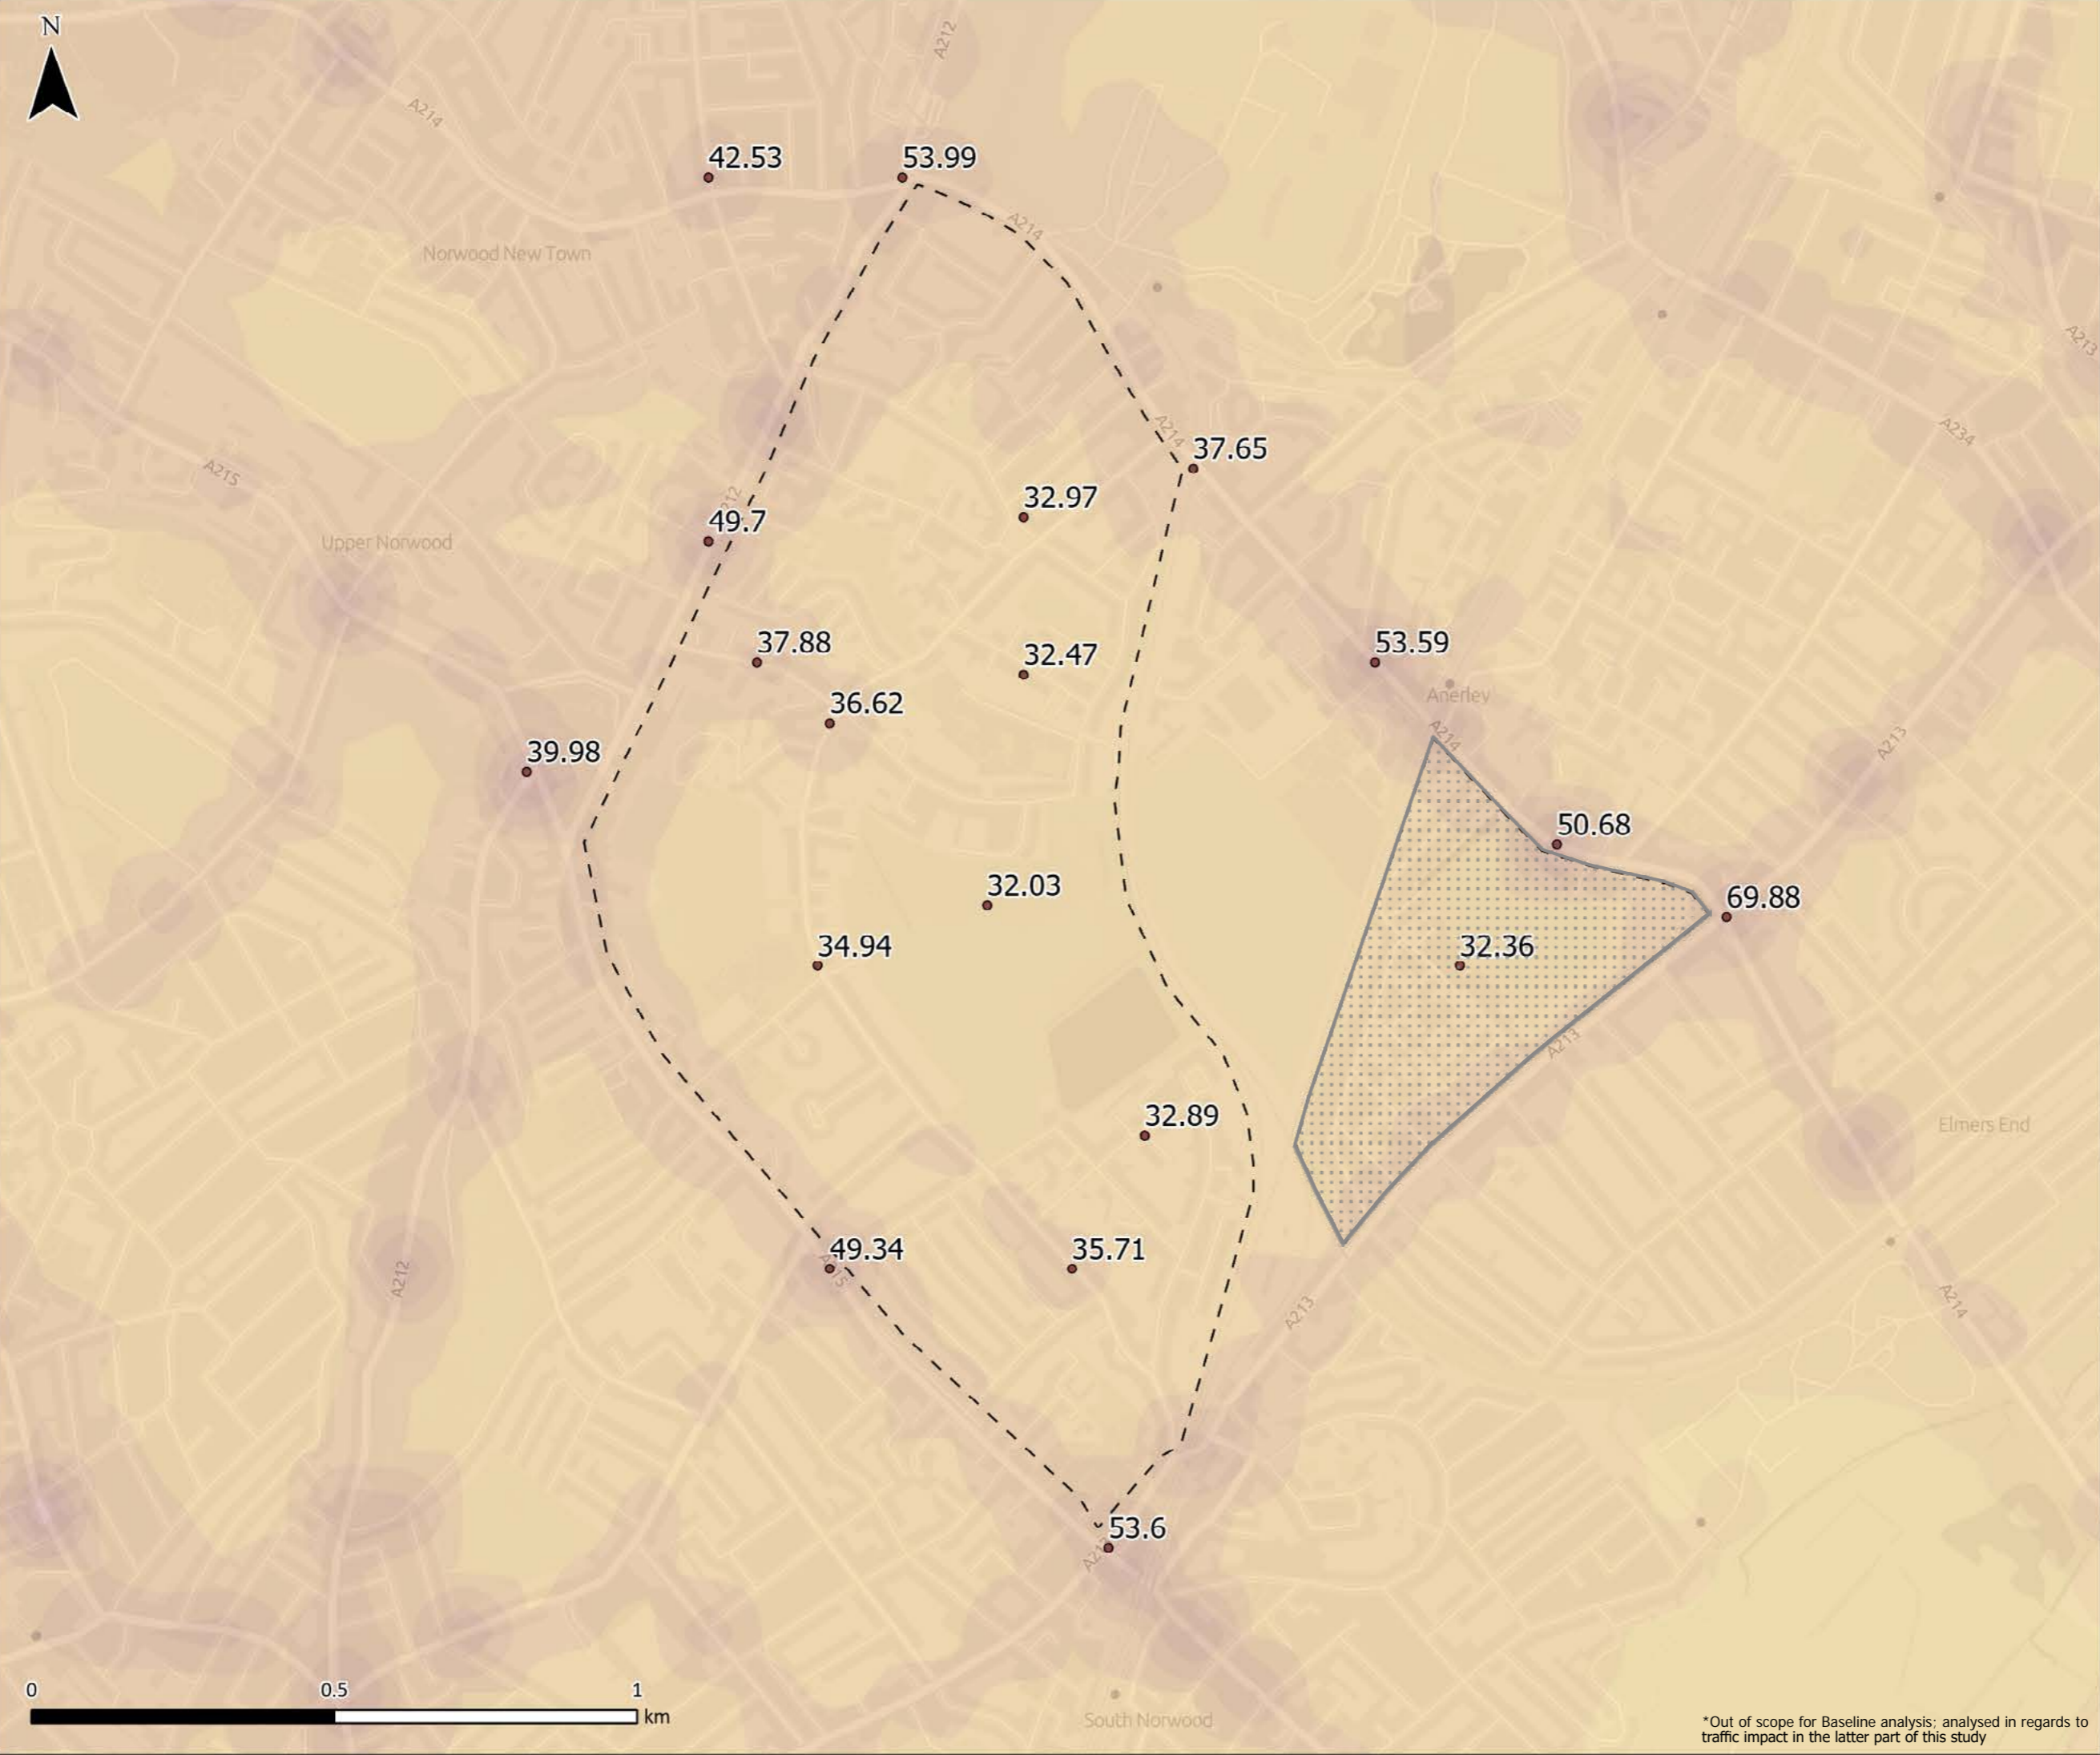 N
A212
A214
42.53
53.99
A214
Norwood New Town
A213
A214
37.65
A234
A215
32.97
49.7
Upper Norwood
37.88
32.47
53.59
Anerley
36.62
A214
39.98
A213
50.68
32.03
69.88
34.94
32.36
A213
32.89
Elmers End
49.34
35.71
A212
A214
A213
53.6
0 0.5 1
km
South Norwood
*Out of scope for Baseline analysis; analysed in regards to
traffic impact in the latter part of this study